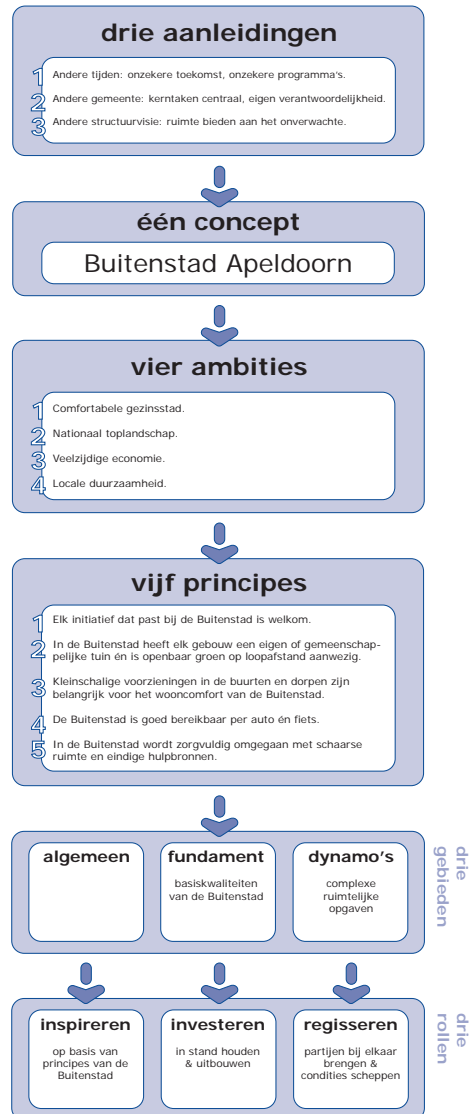 drie aanleidingen
1 Andere tijden: onzekere toekomst, onzekere programma's.
2 Andere gemeente: kerntaken centraal, eigen verantwoordelijkheid.
3 Andere structuurvisie: ruimte bieden aan het onverwachte.
één concept
Buitenstad Apeldoorn
vier ambities
1 Comfortabele gezinsstad.
2 Nationaal toplandschap.
3 Veelzijdige economie.
4 Locale duurzaamheid.
vijf principes
1 Elk initiatief dat past bij de Buitenstad is welkom.
2 In de Buitenstad heeft elk gebouw een eigen of gemeenschap-
pelijke tuin én is openbaar groen op loopafstand aanwezig.
3 Kleinschalige voorzieningen in de buurten en dorpen zijn
belangrijk voor het wooncomfort van de Buitenstad.
4 De Buitenstad is goed bereikbaar per auto én fiets.
5 In de Buitenstad wordt zorgvuldig omgegaan met schaarse
ruimte en eindige hulpbronnen.
algemeen
fundament
basiskwaliteiten
van de Buitenstad
dynamo's
complexe
ruimtelijke
opgaven
drie
gebieden
inspireren
op basis van
principes van de
Buitenstad
investeren
in stand houden
& uitbouwen
regisseren
partijen bij elkaar
brengen &
condities scheppen
drie
rollen